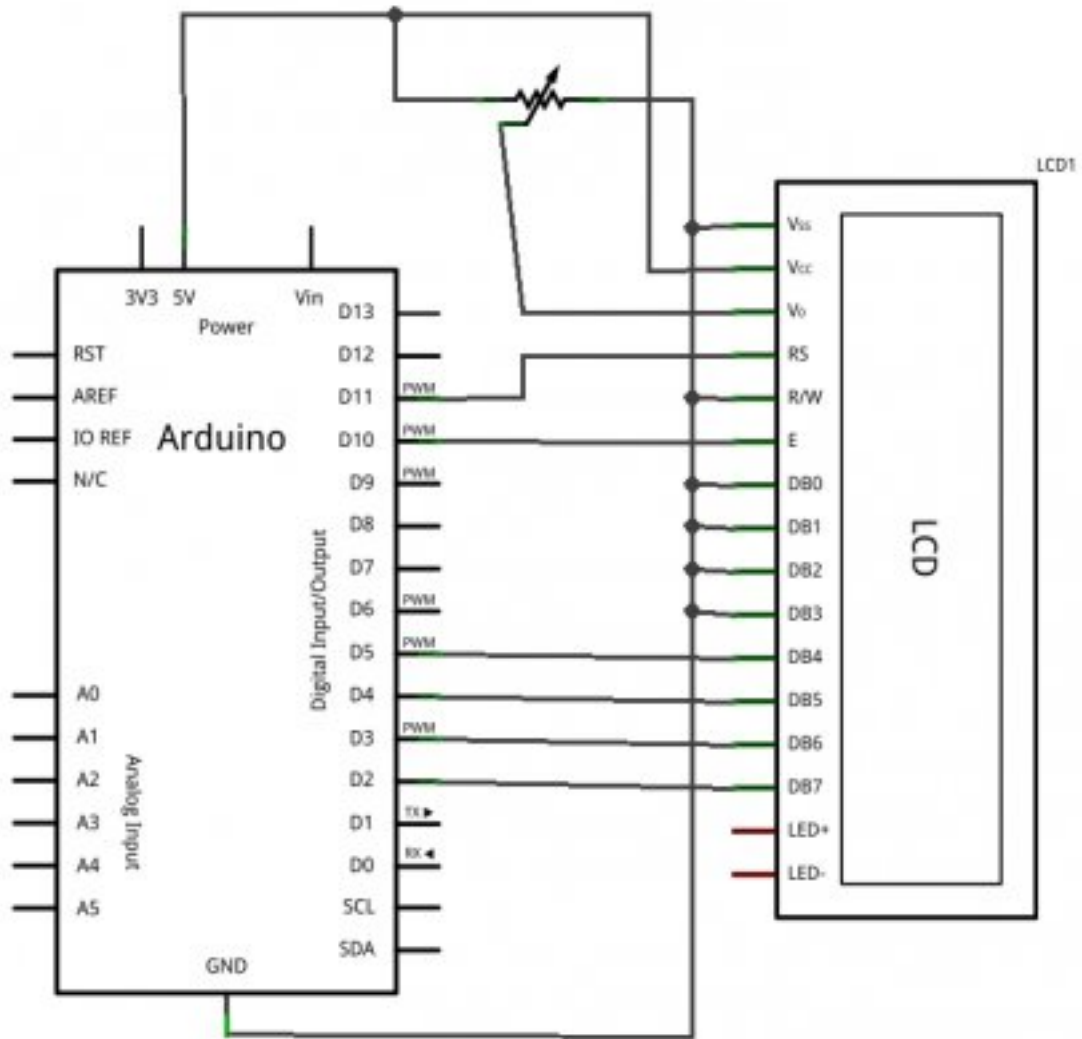 LCD1
3V3 5V Vin
Power
RST
AREF
IO REF
N/C
Arduino
A0
A1
A2
A3
A4
A5
Analog Input
Digital Input/Output
D13
D12
D11 PWM
D10 PWM
D9 PWM
D8
D7
D6 PWM
D5 PWM
D4
D3 PWM
D2
D1 TX ►
D0 RX ◄
SCL
SDA
GND
Vss
Vcc
V0
RS
R/W
E
DB0
DB1
DB2
DB3
DB4
DB5
DB6
DB7
LED+
LED-
LCD